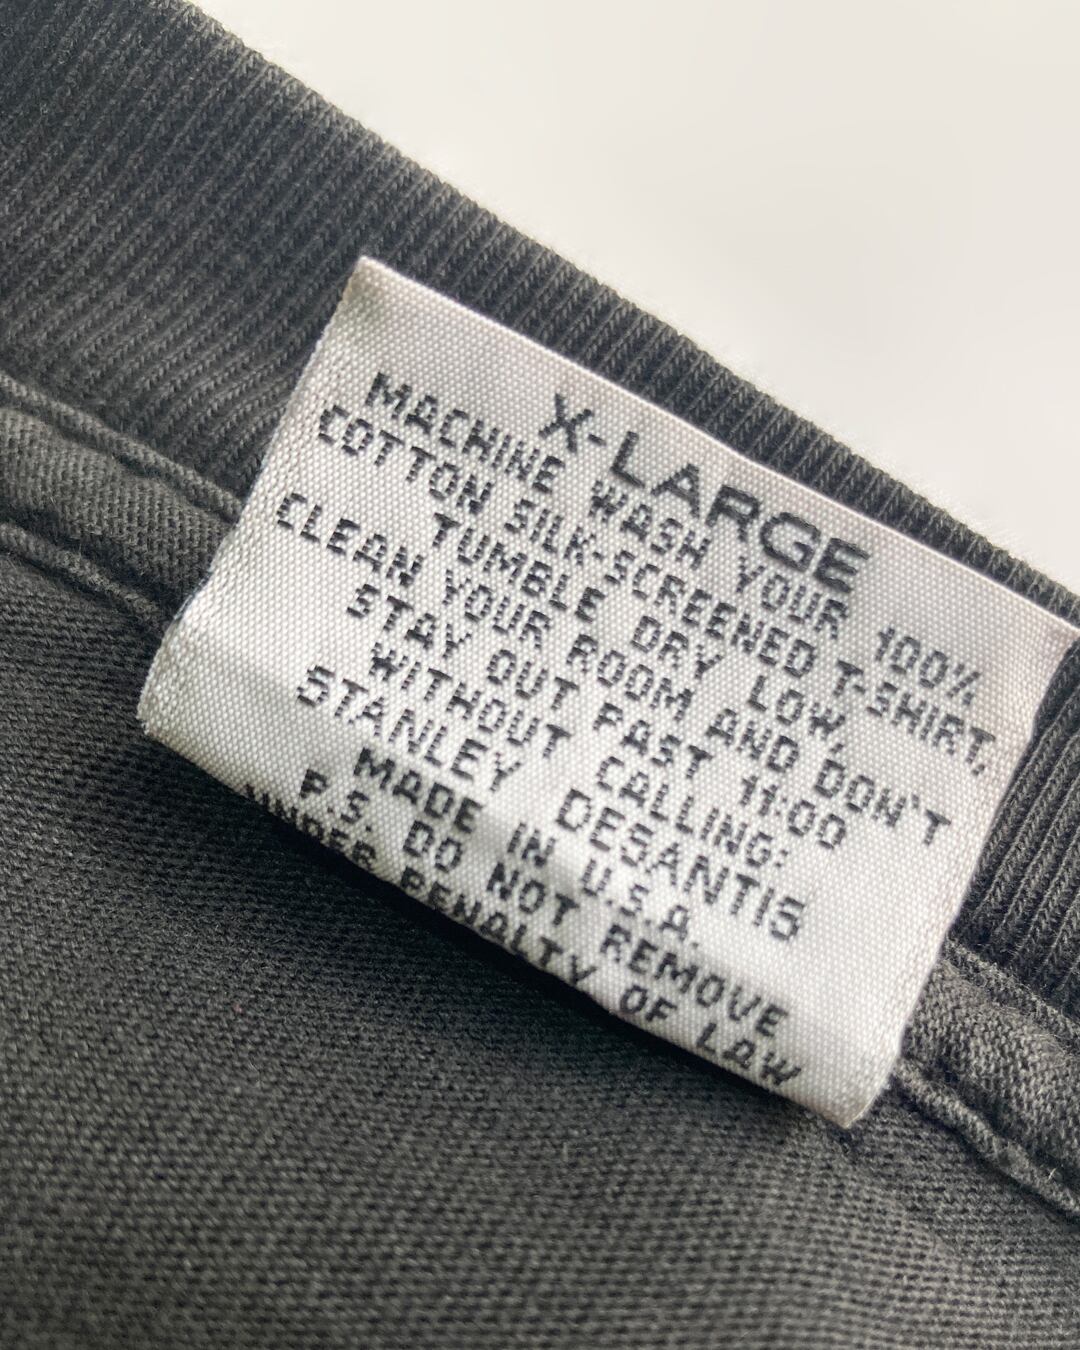 X-LARGE
MACHINE WASH YOUR 100%
COTTON SILK-SCREENED T-SHIRT,
TUMBLE DRY LOW,
CLEAN YOUR ROOM AND DON'T
STAY OUT PAST 11:00
WITHOUT CALLING:
STANLEY DESANTIS
MADE IN U.S.A.
P.S. DO NOT REMOVE
UNDER PENALTY OF LAW